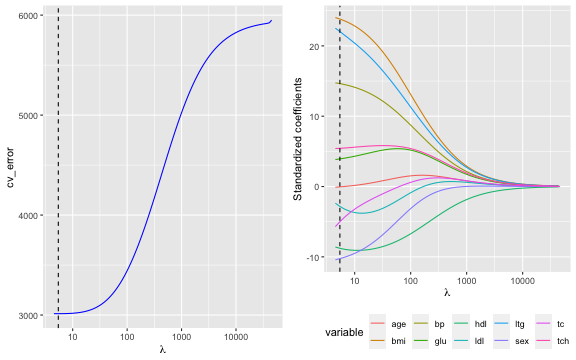 6000
5000
4000
3000
cv_error
10
100
1000
10000
λ
20
10
0
-10
Standardized coefficients
10
100
1000
10000
λ
variable
age
bp
hdl
ltg
tc
bmi
glu
ldl
sex
tch